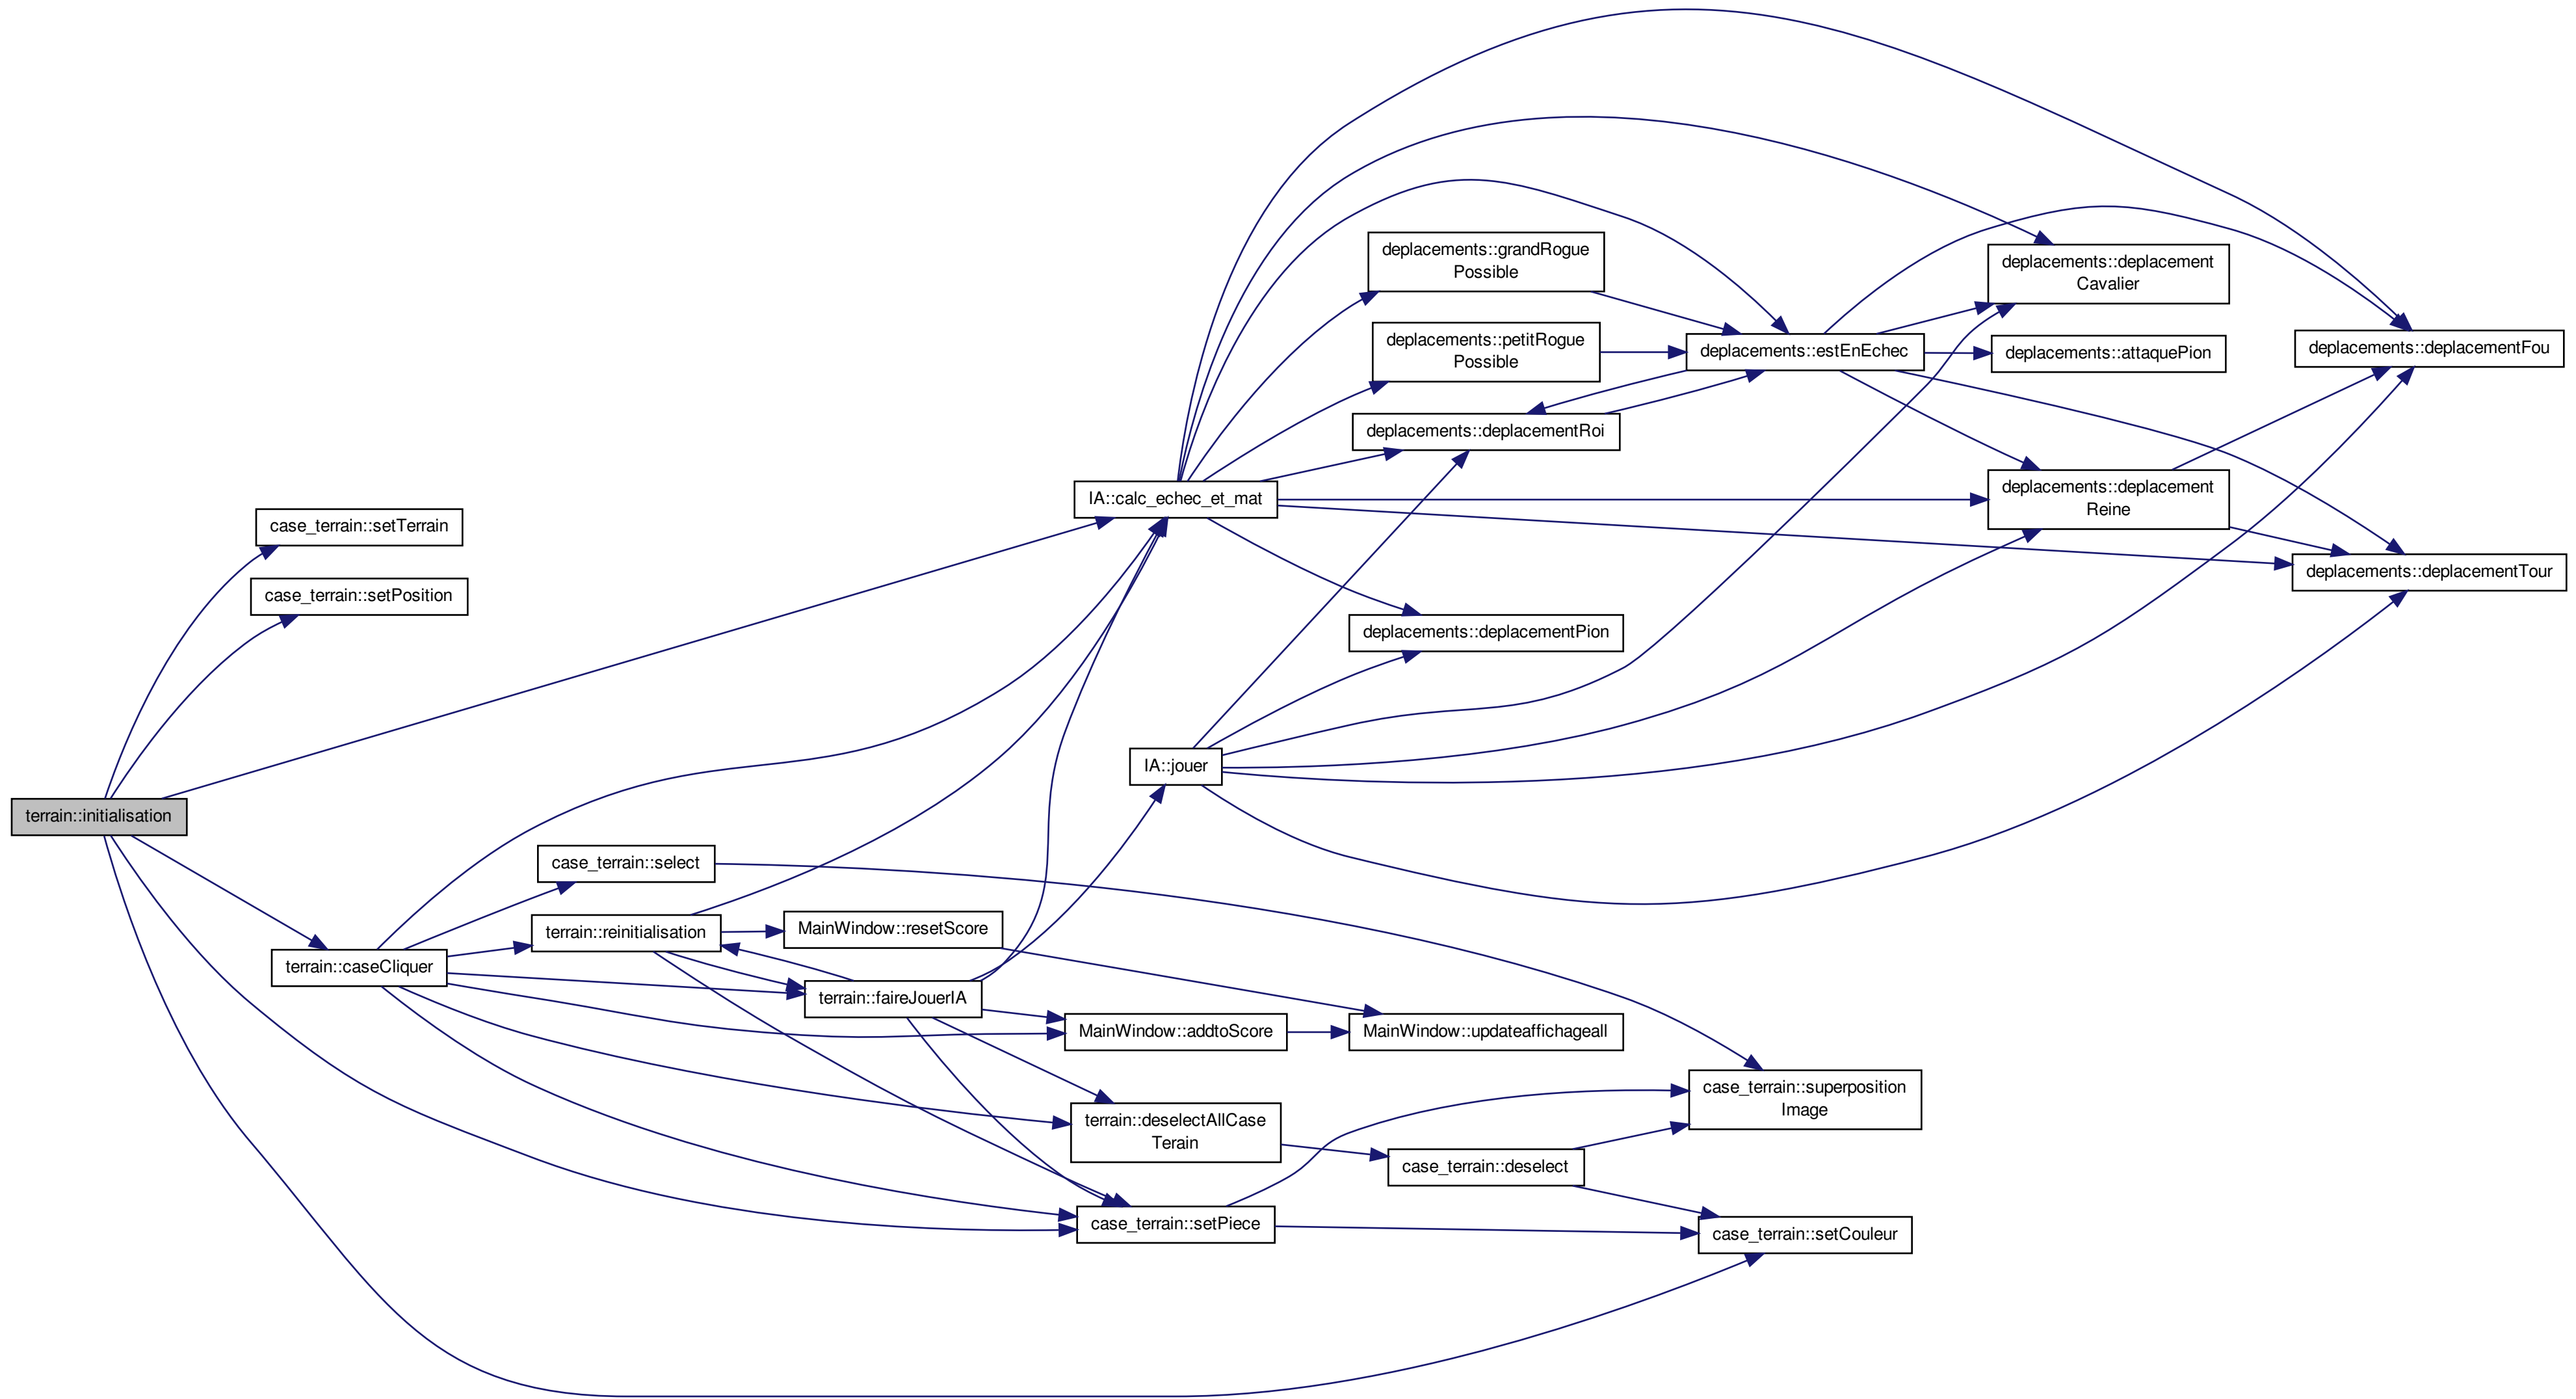 deplacements::grandRogue
Possible
deplacements::deplacement
Cavalier
deplacements::petitRogue
Possible
deplacements::estEnEchec
deplacements::attaquePion
deplacements::deplacementFou
deplacements::deplacementRoi
IA::calc_echec_et_mat
deplacements::deplacement
Reine
case_terrain::setTerrain
deplacements::deplacementTour
case_terrain::setPosition
deplacements::deplacementPion
IA::jouer
terrain::initialisation
case_terrain::select
terrain::reinitialisation
MainWindow::resetScore
terrain::caseCliquer
terrain::faireJouerIA
MainWindow::addtoScore
MainWindow::updateaffichageall
case_terrain::superposition
Image
terrain::deselectAllCase
Terain
case_terrain::deselect
case_terrain::setPiece
case_terrain::setCouleur